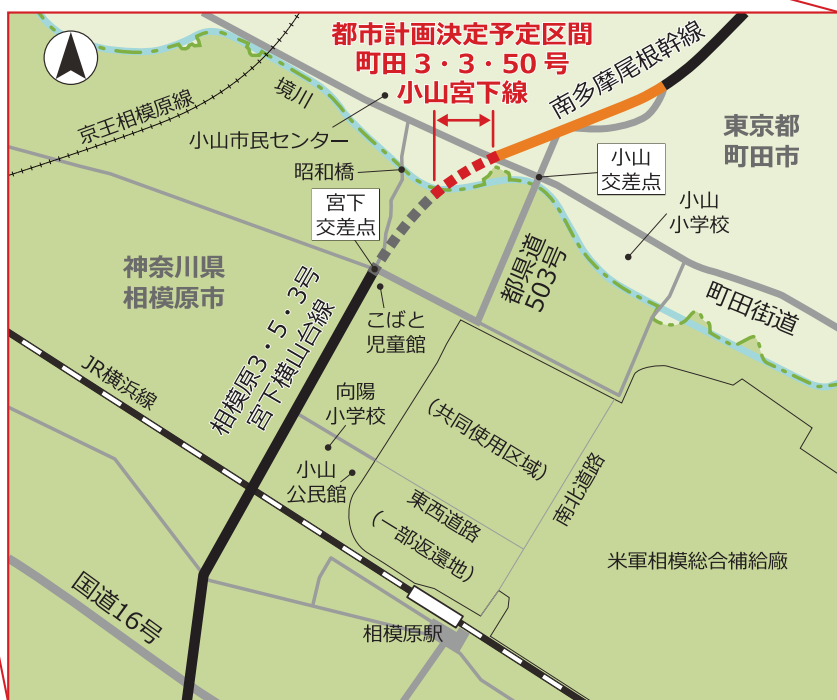 都市計画決定予定区間
町田3・3・50号
小山宮下線
南多摩尾根幹線
境川
京王相模原線
小山市民センター
東京都
町田市
昭和橋
小山
交差点
宮下
交差点
小山
小学校
神奈川県
相模原市
都県道
503号
町田街道
相模原3・5・3号
宮下横山台線
こばと
児童館
JR横浜線
向陽
小学校
(共同使用区域)
小山
公民館
東西道路
(一部返還地)
南北道路
米軍相模総合補給廠
国道16号
相模原駅